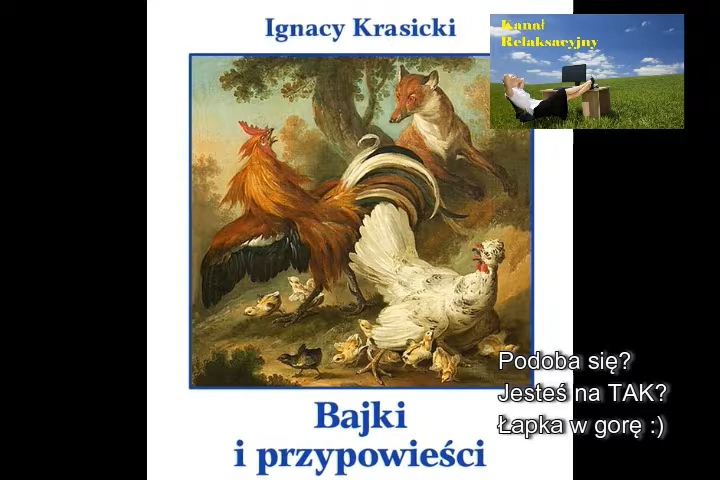 Ignacy Krasicki
Kanał
Relaksacyjny
Bajki
i przypowieści
Podoba się?
Jesteś na TAK?
Łapka w gorę :)